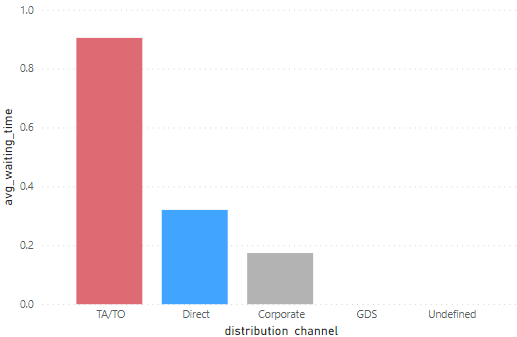 1.0
0.8
0.6
0.4
0.2
0.0
avg_waiting_time
TA/TO Direct Corporate GDS Undefined
distribution_channel